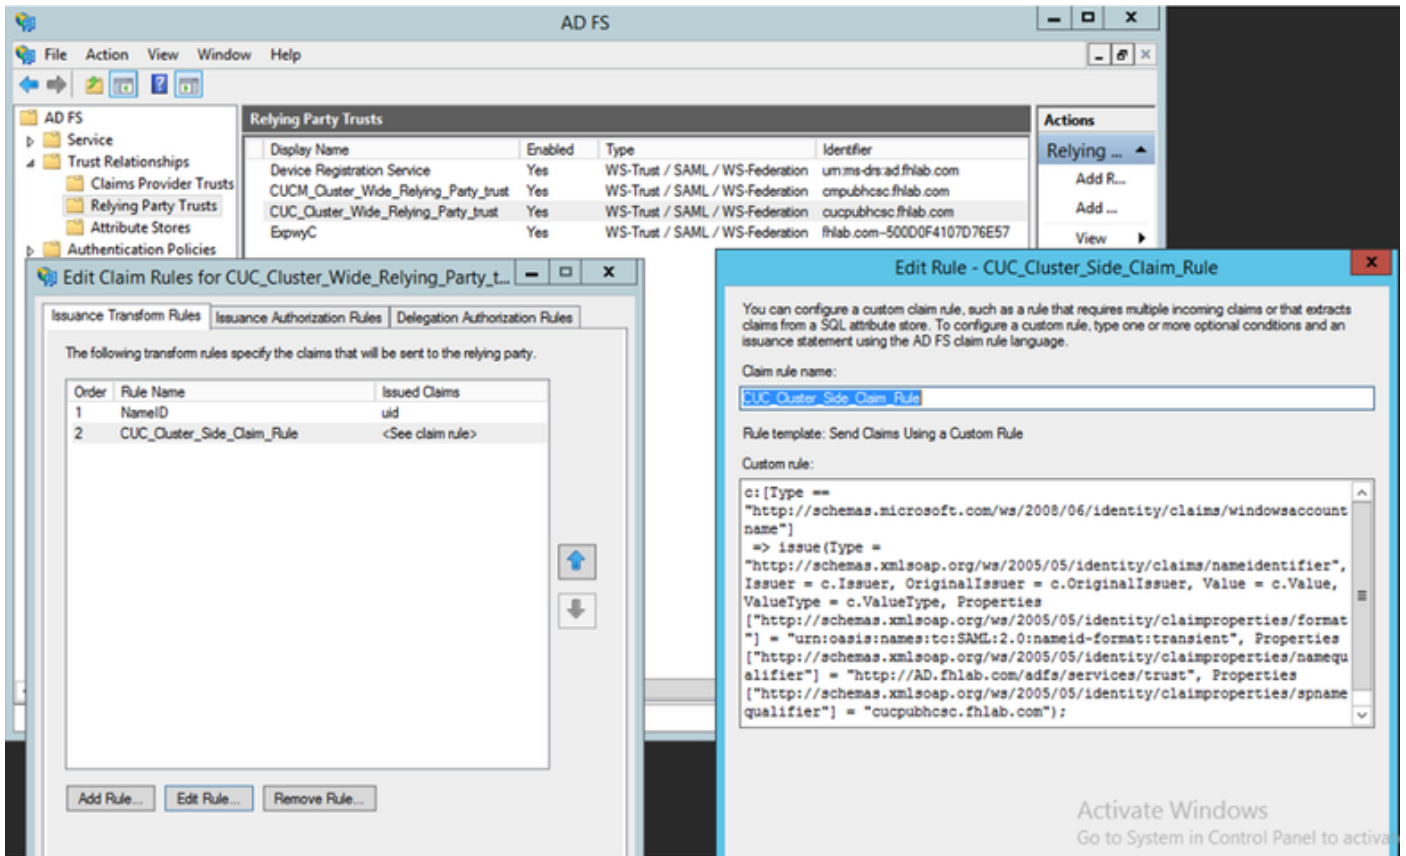 AD FS
File Action View Window Help
AD FS
Service
Trust Relationships
Claims Provider Trusts
Relying Party Trusts
Attribute Stores
Authentication Policies
Relying Party Trusts
Display Name Enabled Type Identifier
Device Registration Service Yes WS-Trust / SAML / WS-Federation urn:ms-drs:ad.fhlab.com
CUCM_Cluster_Wide_Relying_Party_trust Yes WS-Trust / SAML / WS-Federation cmpubhcsc.fhlab.com
CUC_Cluster_Wide_Relying_Party_trust Yes WS-Trust / SAML / WS-Federation cucpubhcsc.fhlab.com
ExpwyC Yes WS-Trust / SAML / WS-Federation fhlab.com--500D0F4107D76E57
Actions
Relying ...
Add R...
Add ...
View
Edit Claim Rules for CUC_Cluster_Wide_Relying_Party_t...
Issuance Transform Rules Issuance Authorization Rules Delegation Authorization Rules
The following transform rules specify the claims that will be sent to the relying party.
Order Rule Name Issued Claims
1 NameID uid
2 CUC_Cluster_Side_Claim_Rule <See claim rule>
Add Rule... Edit Rule... Remove Rule...
Edit Rule - CUC_Cluster_Side_Claim_Rule
You can configure a custom claim rule, such as a rule that requires multiple incoming claims or that extracts
claims from a SQL attribute store. To configure a custom rule, type one or more optional conditions and an
issuance statement using the AD FS claim rule language.
Claim rule name:
CUC_Cluster_Side_Claim_Rule
Rule template: Send Claims Using a Custom Rule
Custom rule:
c:[Type ==
"http://schemas.microsoft.com/ws/2008/06/identity/claims/windowsaccount
name"]
=> issue(Type =
"http://schemas.xmlsoap.org/ws/2005/05/identity/claims/nameidentifier",
Issuer = c.Issuer, OriginalIssuer = c.OriginalIssuer, Value = c.Value,
ValueType = c.ValueType, Properties
["http://schemas.xmlsoap.org/ws/2005/05/identity/claimproperties/format
"] = "urn:oasis:names:tc:SAML:2.0:nameid-format:transient", Properties
["http://schemas.xmlsoap.org/ws/2005/05/identity/claimproperties/namequ
alifier"] = "http://AD.fhlab.com/adfs/services/trust", Properties
["http://schemas.xmlsoap.org/ws/2005/05/identity/claimproperties/spname
qualifier"] = "cucpubhcsc.fhlab.com");
Activate Windows
Go to System in Control Panel to activa